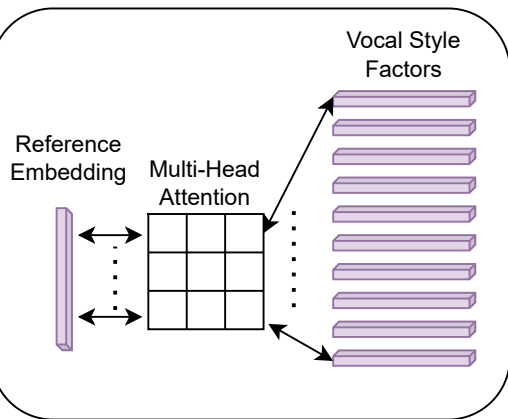 Vocal Style
Factors
Reference
Embedding
Multi-Head
Attention